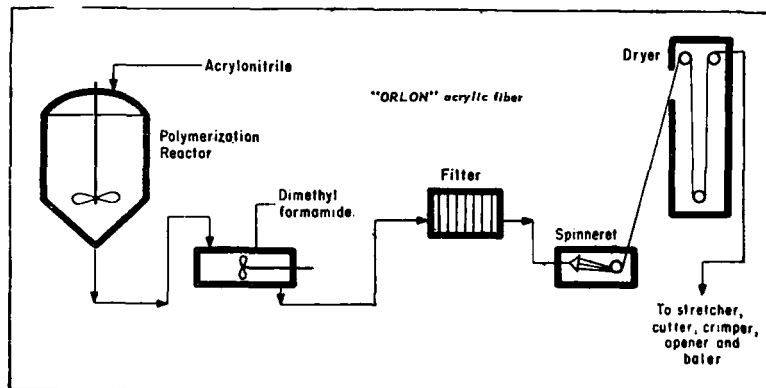 Acrylonitrile
"ORLON" acrylic fiber
Dryer
Polymerization
Reactor
Dimethyl
formamide.
Filter
Spinneret
To stretcher,
cutter, crimper,
opener and
baler